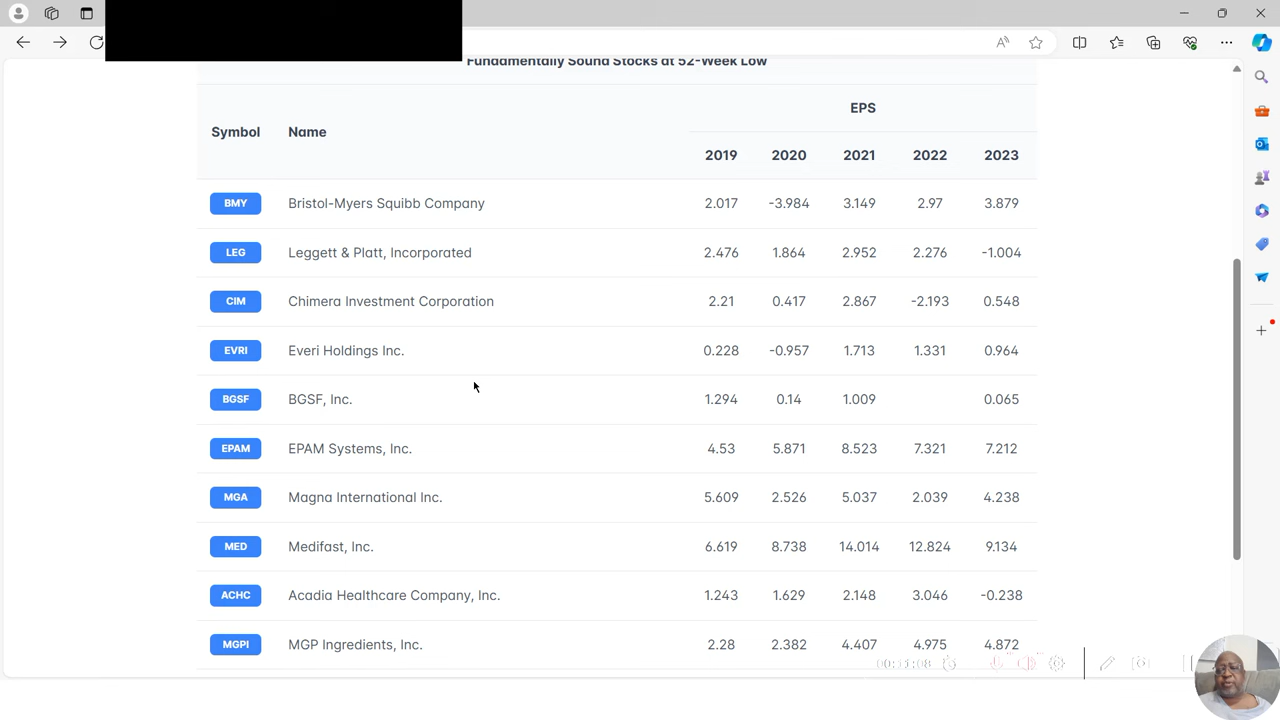 Fundamentally Sound Stocks at 52-Week Low
EPS
Symbol Name
2019 2020 2021 2022 2023
BMY Bristol-Myers Squibb Company 2.017 -3.984 3.149 2.97 3.879
LEG Leggett & Platt, Incorporated 2.476 1.864 2.952 2.276 -1.004
CIM Chimera Investment Corporation 2.21 0.417 2.867 -2.193 0.548
EVRI Everi Holdings Inc. 0.228 -0.957 1.713 1.331 0.964
BGSF BGSF, Inc. 1.294 0.14 1.009 0.065
EPAM EPAM Systems, Inc. 4.53 5.871 8.523 7.321 7.212
MGA Magna International Inc. 5.609 2.526 5.037 2.039 4.238
MED Medifast, Inc. 6.619 8.738 14.014 12.824 9.134
ACHC Acadia Healthcare Company, Inc. 1.243 1.629 2.148 3.046 -0.238
MGPI MGP Ingredients, Inc. 2.28 2.382 4.407 4.975 4.872